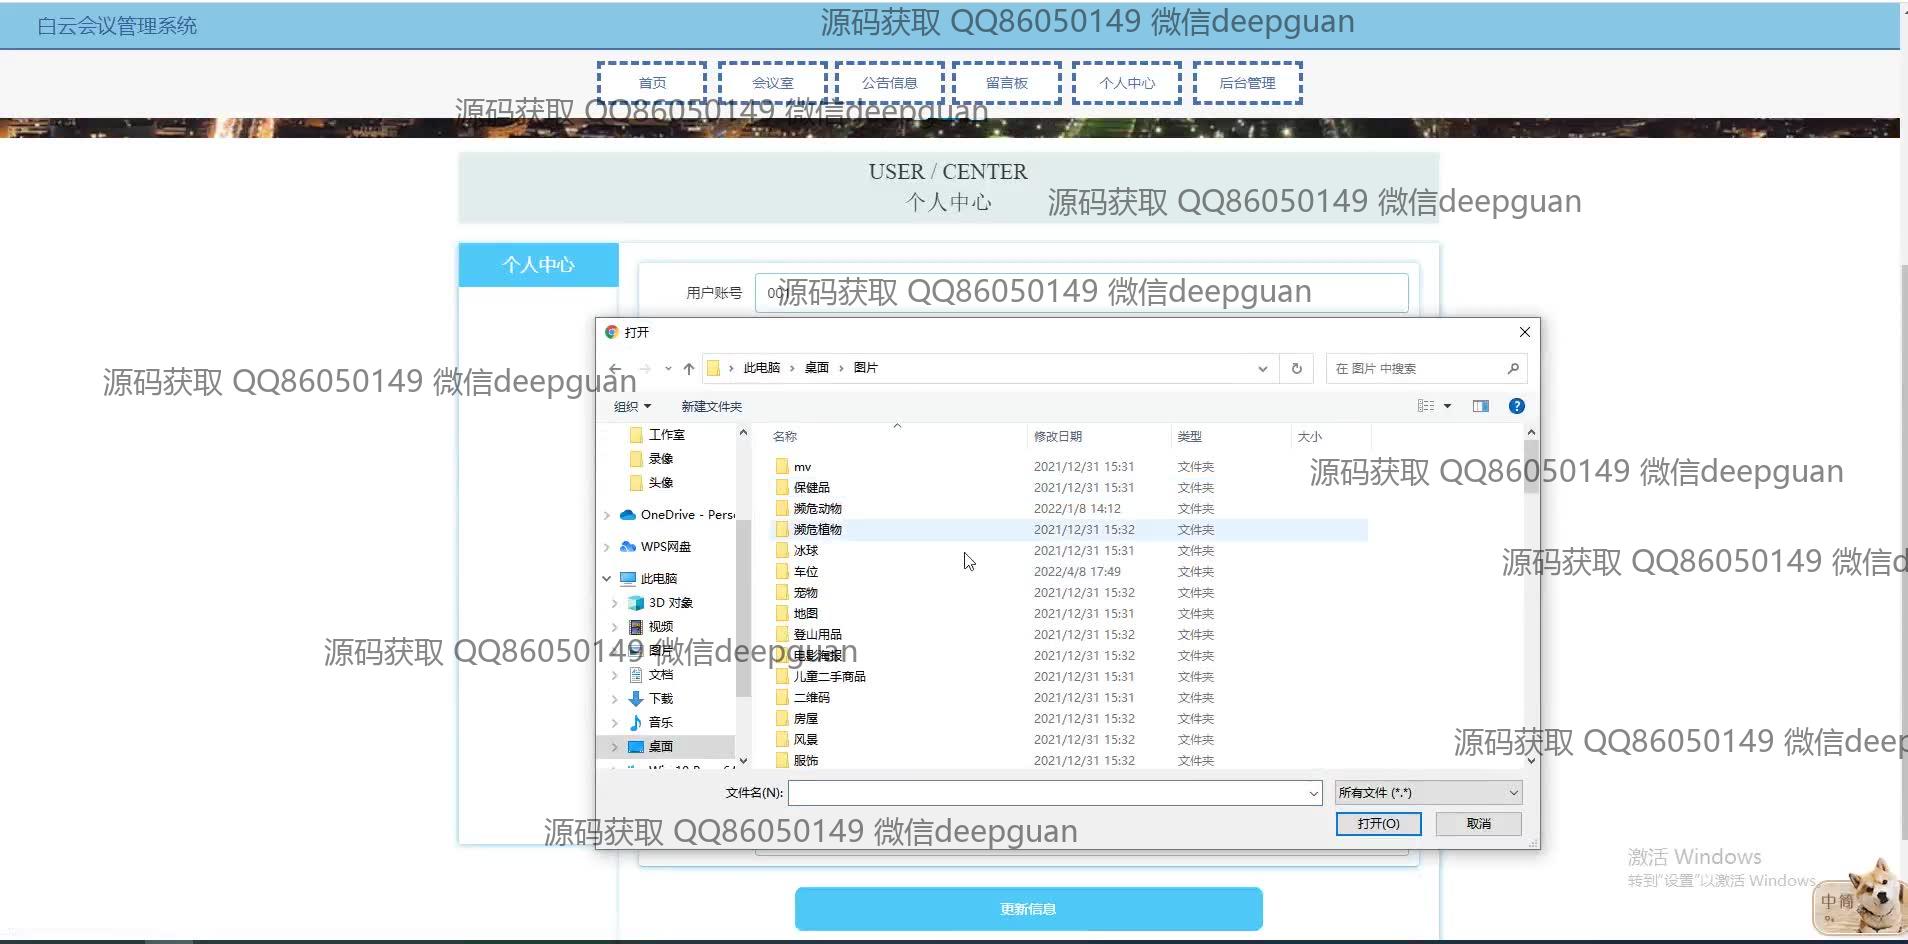 白云会议管理系统
源码获取 QQ86050149 微信deepguan
首页 会议室 公告信息 留言板 个人中心 后台管理
源码获取 QQ86050149 微信deepguan
USER / CENTER
个人中心
源码获取 QQ86050149 微信deepguan
个人中心
用户账号 001
源码获取 QQ86050149 微信deepguan
打开
此电脑 › 桌面 › 图片
在 图片 中搜索
源码获取 QQ86050149 微信deepguan
组织 新建文件夹
工作室
录像
头像
OneDrive - Pers
WPS网盘
此电脑
3D 对象
视频
图片
文档
下载
音乐
桌面
名称 修改日期 类型 大小
mv 2021/12/31 15:31 文件夹
保健品 2021/12/31 15:31 文件夹
濒危动物 2022/1/8 14:12 文件夹
濒危植物 2021/12/31 15:32 文件夹
冰球 2021/12/31 15:31 文件夹
车位 2022/4/8 17:49 文件夹
宠物 2021/12/31 15:32 文件夹
地图 2021/12/31 15:31 文件夹
登山用品 2021/12/31 15:32 文件夹
电影海报 2021/12/31 15:32 文件夹
儿童二手商品 2021/12/31 15:31 文件夹
二维码 2021/12/31 15:31 文件夹
房屋 2021/12/31 15:32 文件夹
风景 2021/12/31 15:32 文件夹
服饰 2021/12/31 15:32 文件夹
源码获取 QQ86050149 微信deepguan
源码获取 QQ86050149 微信d
源码获取 QQ86050149 微信deepguan
源码获取 QQ86050149 微信deep
文件名(N): 所有文件 (*.*)
打开(O) 取消
源码获取 QQ86050149 微信deepguan
激活 Windows
转到"设置"以激活 Windows。
中 简
更新信息